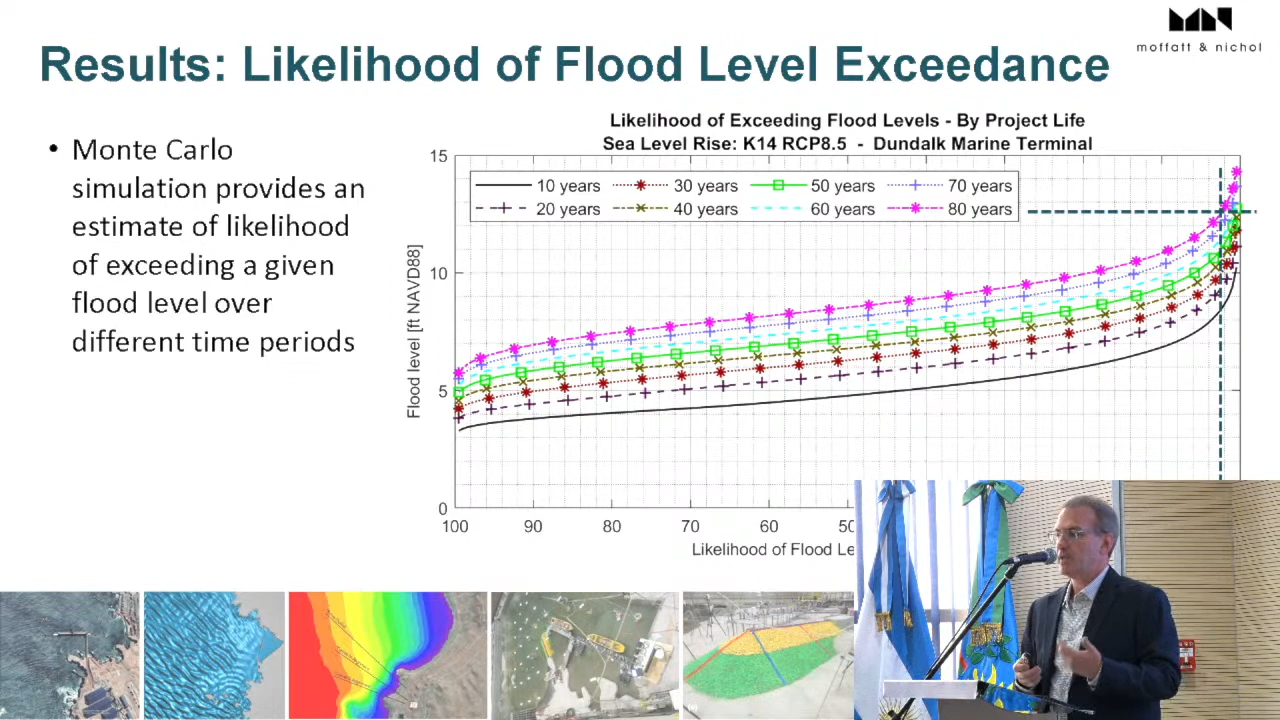 moffatt & nichol
Results: Likelihood of Flood Level Exceedance
• Monte Carlo
simulation provides an
estimate of likelihood
of exceeding a given
flood level over
different time periods
Likelihood of Exceeding Flood Levels - By Project Life
Sea Level Rise: K14 RCP8.5 - Dundalk Marine Terminal
10 years 30 years 50 years 70 years
20 years 40 years 60 years 80 years
Flood level [ft NAVD88]
15
10
5
0
100 90 80 70 60 50
Likelihood of Flood Le